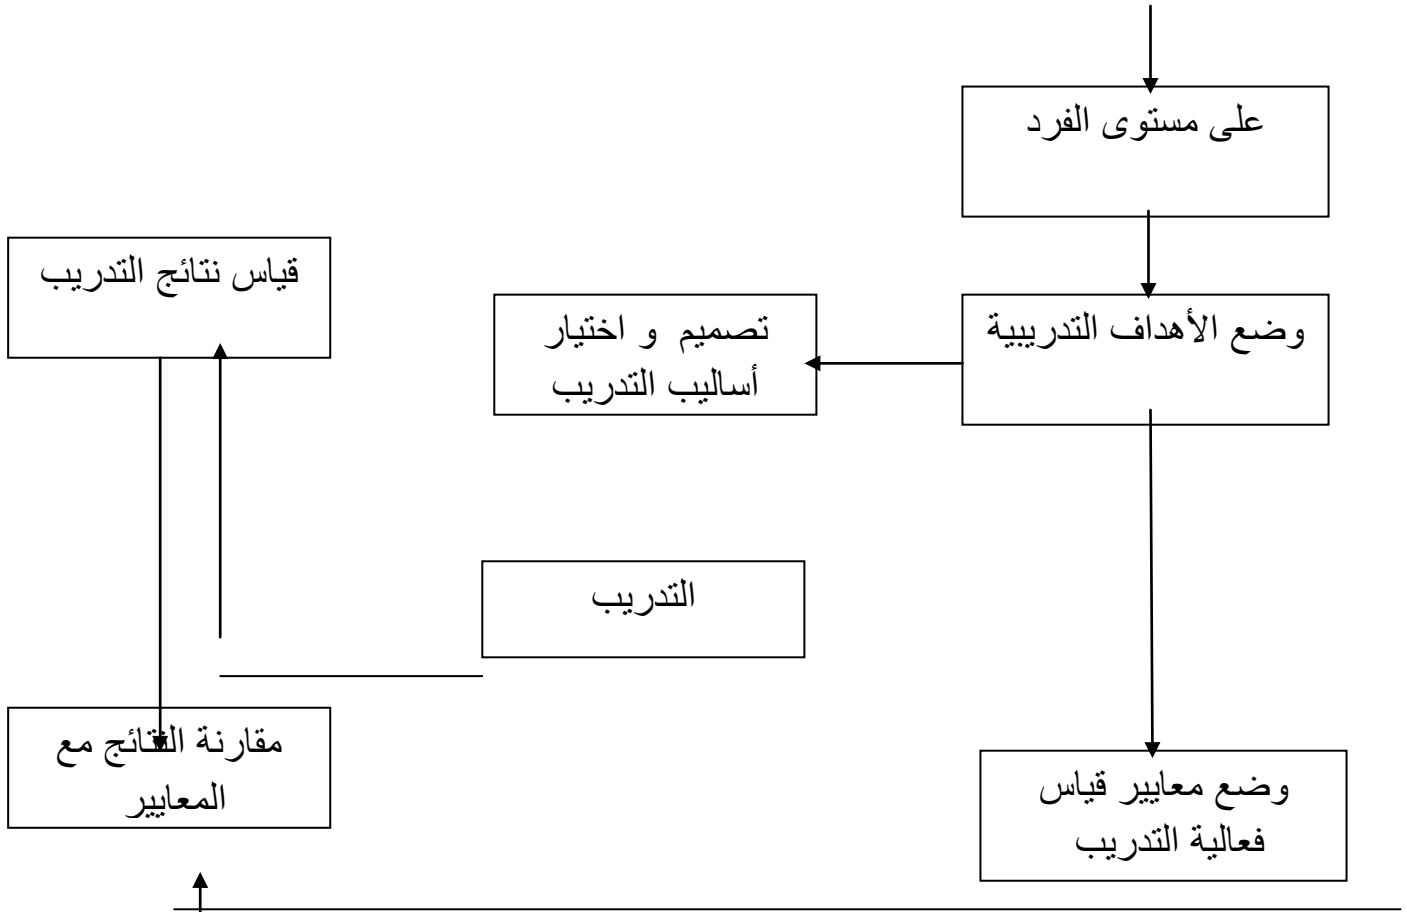 على مستوى الفرد
قياس نتائج التدريب
تصميم و اختيار
أساليب التدريب
وضع الأهداف التدريبية
التدريب
مقارنة النتائج مع
المعايير
وضع معايير قياس
فعالية التدريب